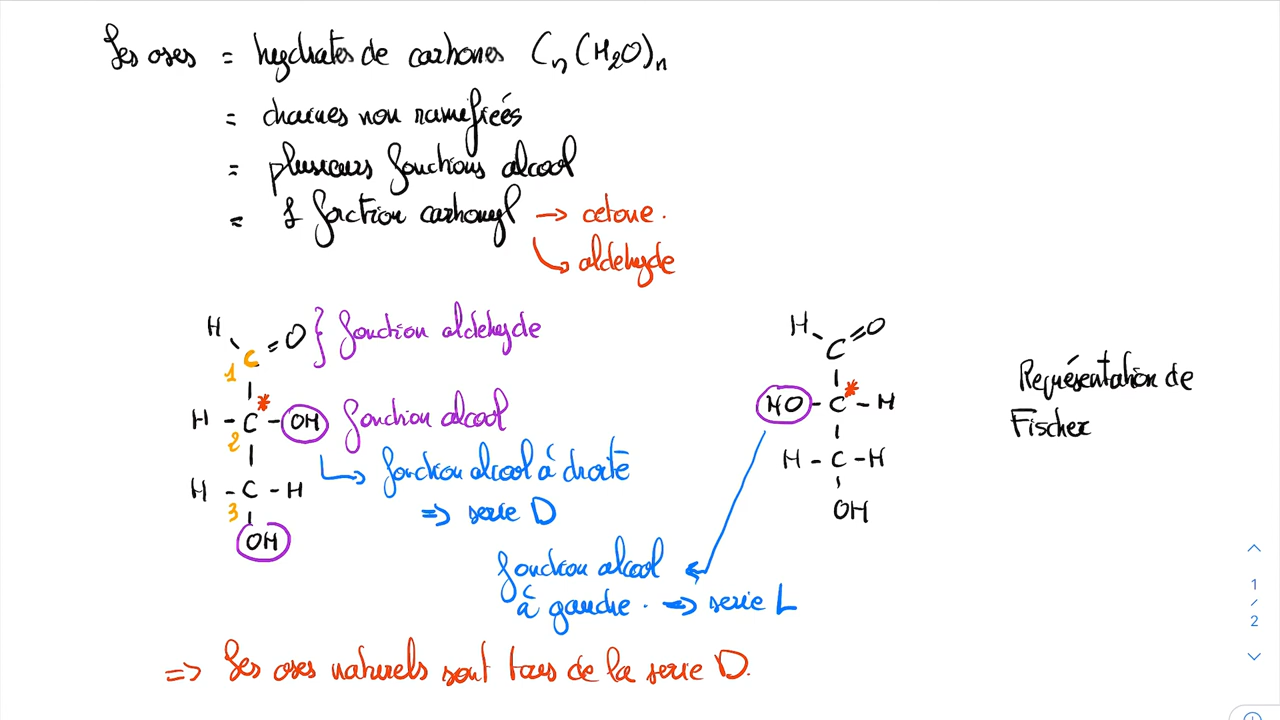 Les oses = hydrates de carbones Cn(H2O)n
= chaines non ramifiées
= plusieurs fonctions alcool
= 1 fonction carbonyl → cetone.
↳ aldehyde
H C = O } fonction aldehyde
1
H - C* - OH fonction alcool
2
↳ fonction alcool à droite
H - C - H
3
⇒ serie D
OH
H C = O
HO - C* - H
H - C - H
OH
Représentation de
Fischer
fonction alcool
à gauche. ⇒ serie L
⇒ Les oses naturels sont tous de la serie D.
1
/
2